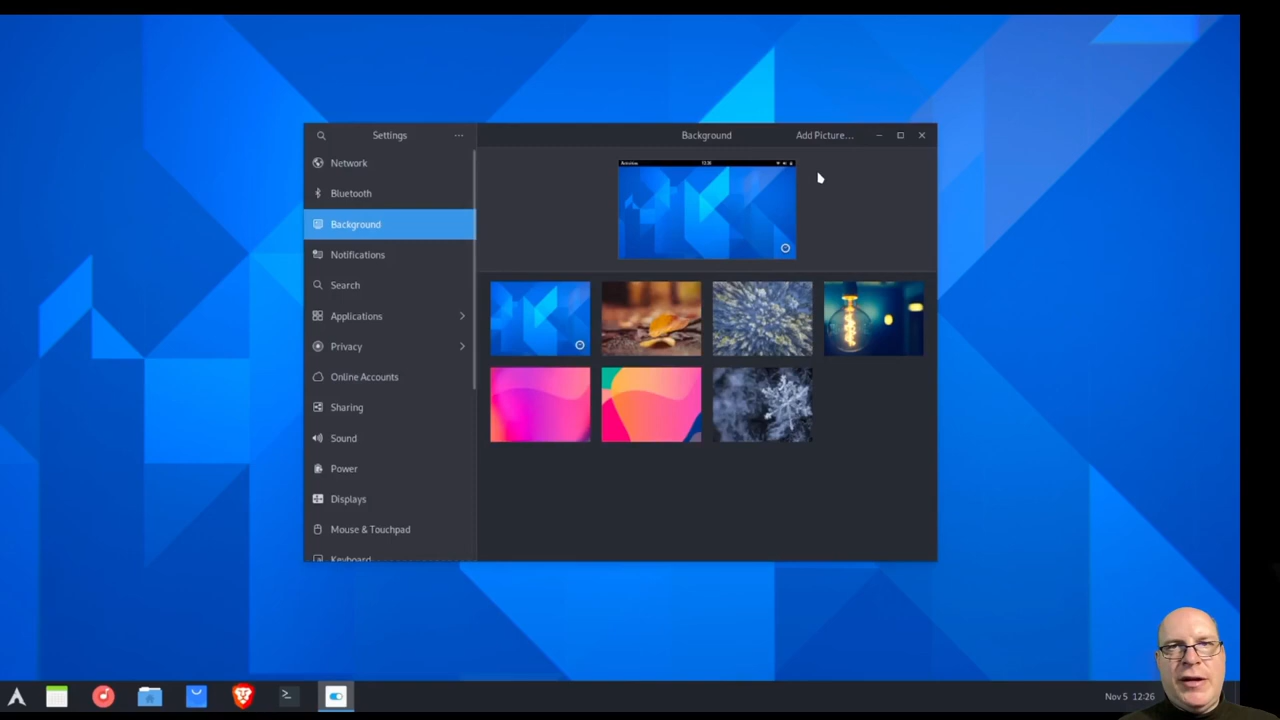 Settings
Background
Add Picture...
Network
Bluetooth
Background
Notifications
Search
Applications
Privacy
Online Accounts
Sharing
Sound
Power
Displays
Mouse & Touchpad
Keyboard
Nov 5 12:26